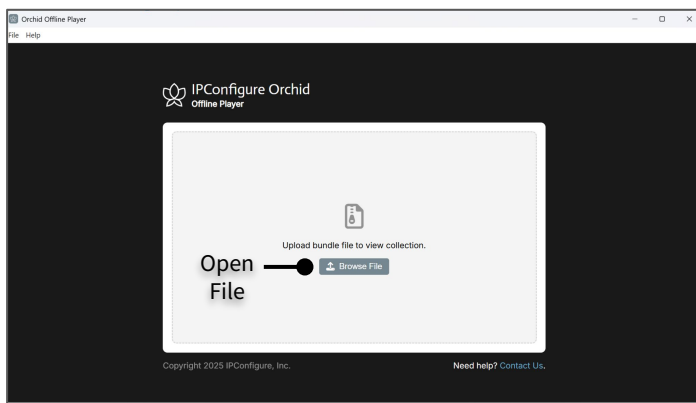 Orchid Offline Player
File Help
IPConfigure Orchid
Offline Player
Upload bundle file to view collection.
Open
File
Browse File
Copyright 2025 IPConfigure, Inc.
Need help? Contact Us.